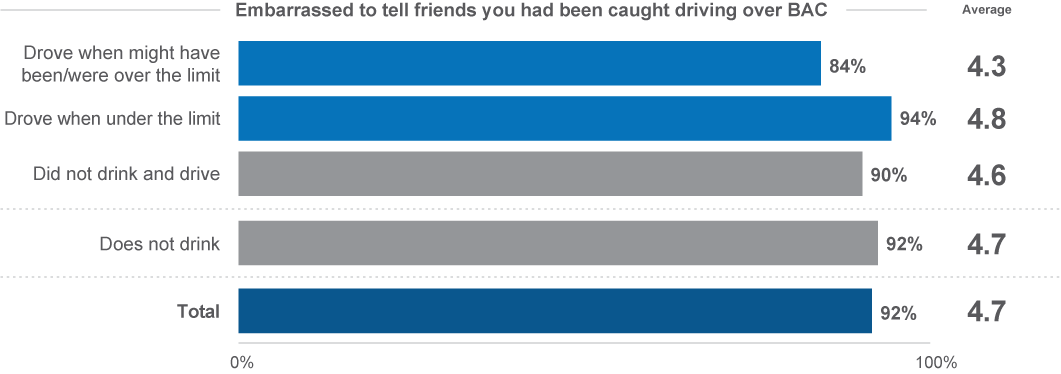 Embarrassed to tell friends you had been caught driving over BAC
Average
Drove when might have
been/were over the limit
84%
4.3
Drove when under the limit
94%
4.8
Did not drink and drive
90%
4.6
Does not drink
92%
4.7
Total
92%
4.7
0%
100%